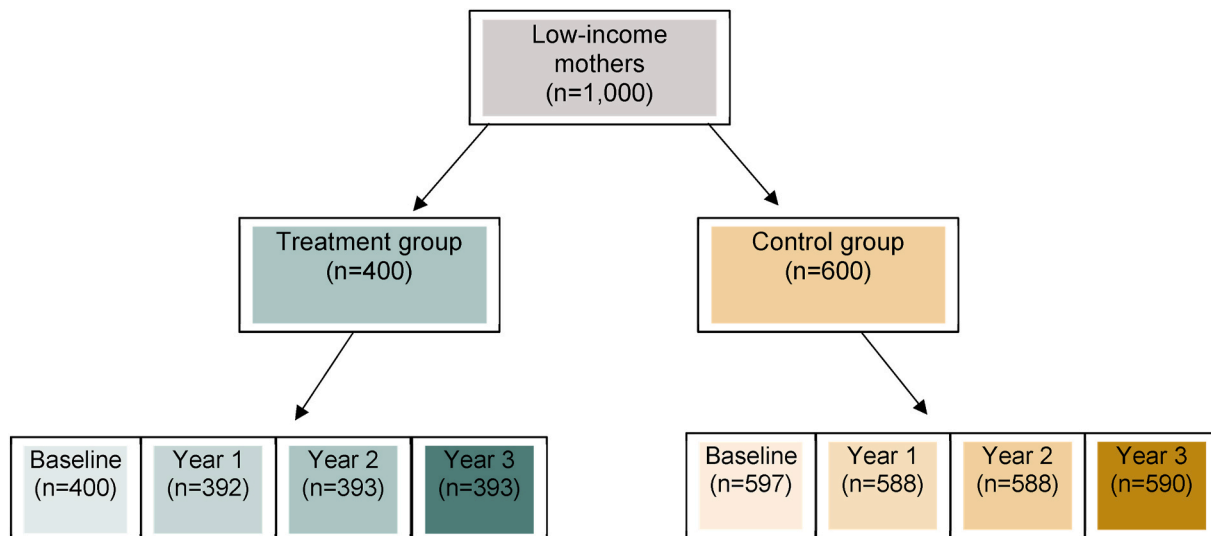 Low-income
mothers
(n=1,000)
Treatment group
(n=400)
Control group
(n=600)
Baseline
(n=400)
Year 1
(n=392)
Year 2
(n=393)
Year 3
(n=393)
Baseline
(n=597)
Year 1
(n=588)
Year 2
(n=588)
Year 3
(n=590)